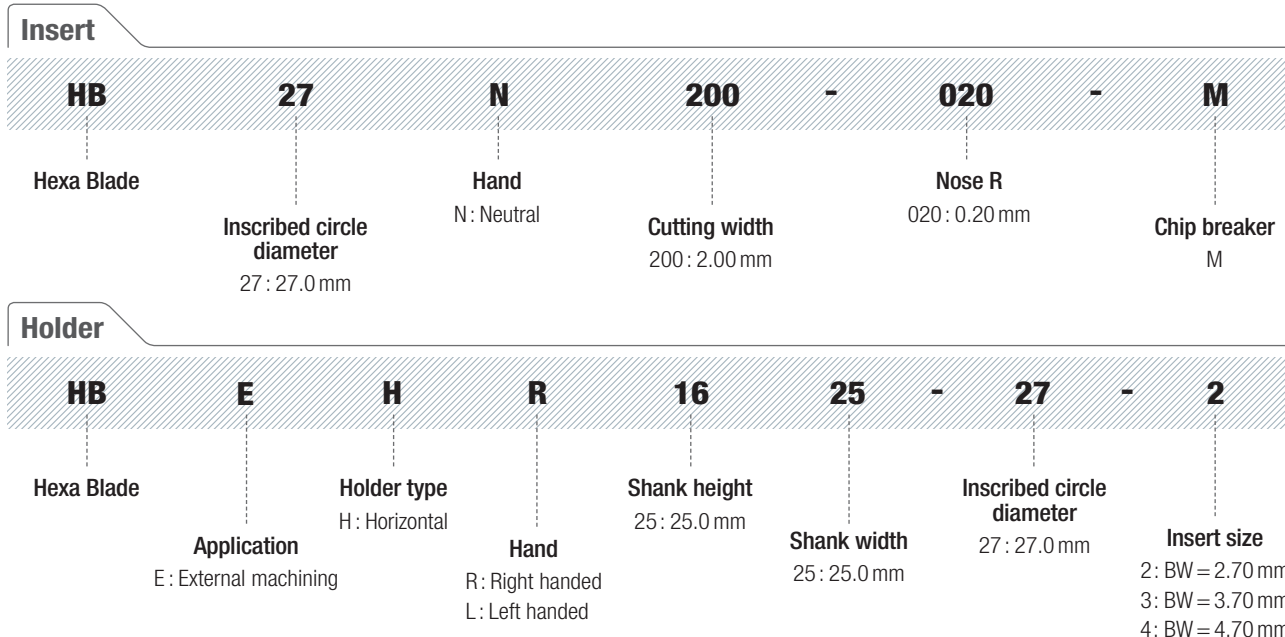 Insert
HB 27 N 200 - 020 - M
Hexa Blade
Inscribed circle
diameter
27 : 27.0 mm
Hand
N : Neutral
Cutting width
200 : 2.00 mm
Nose R
020 : 0.20 mm
Chip breaker
M
Holder
HB E H R 16 25 - 27 - 2
Hexa Blade
Application
E : External machining
Holder type
H : Horizontal
Hand
R : Right handed
L : Left handed
Shank height
25 : 25.0 mm
Shank width
25 : 25.0 mm
Inscribed circle
diameter
27 : 27.0 mm
Insert size
2 : BW = 2.70 mm
3 : BW = 3.70 mm
4 : BW = 4.70 mm